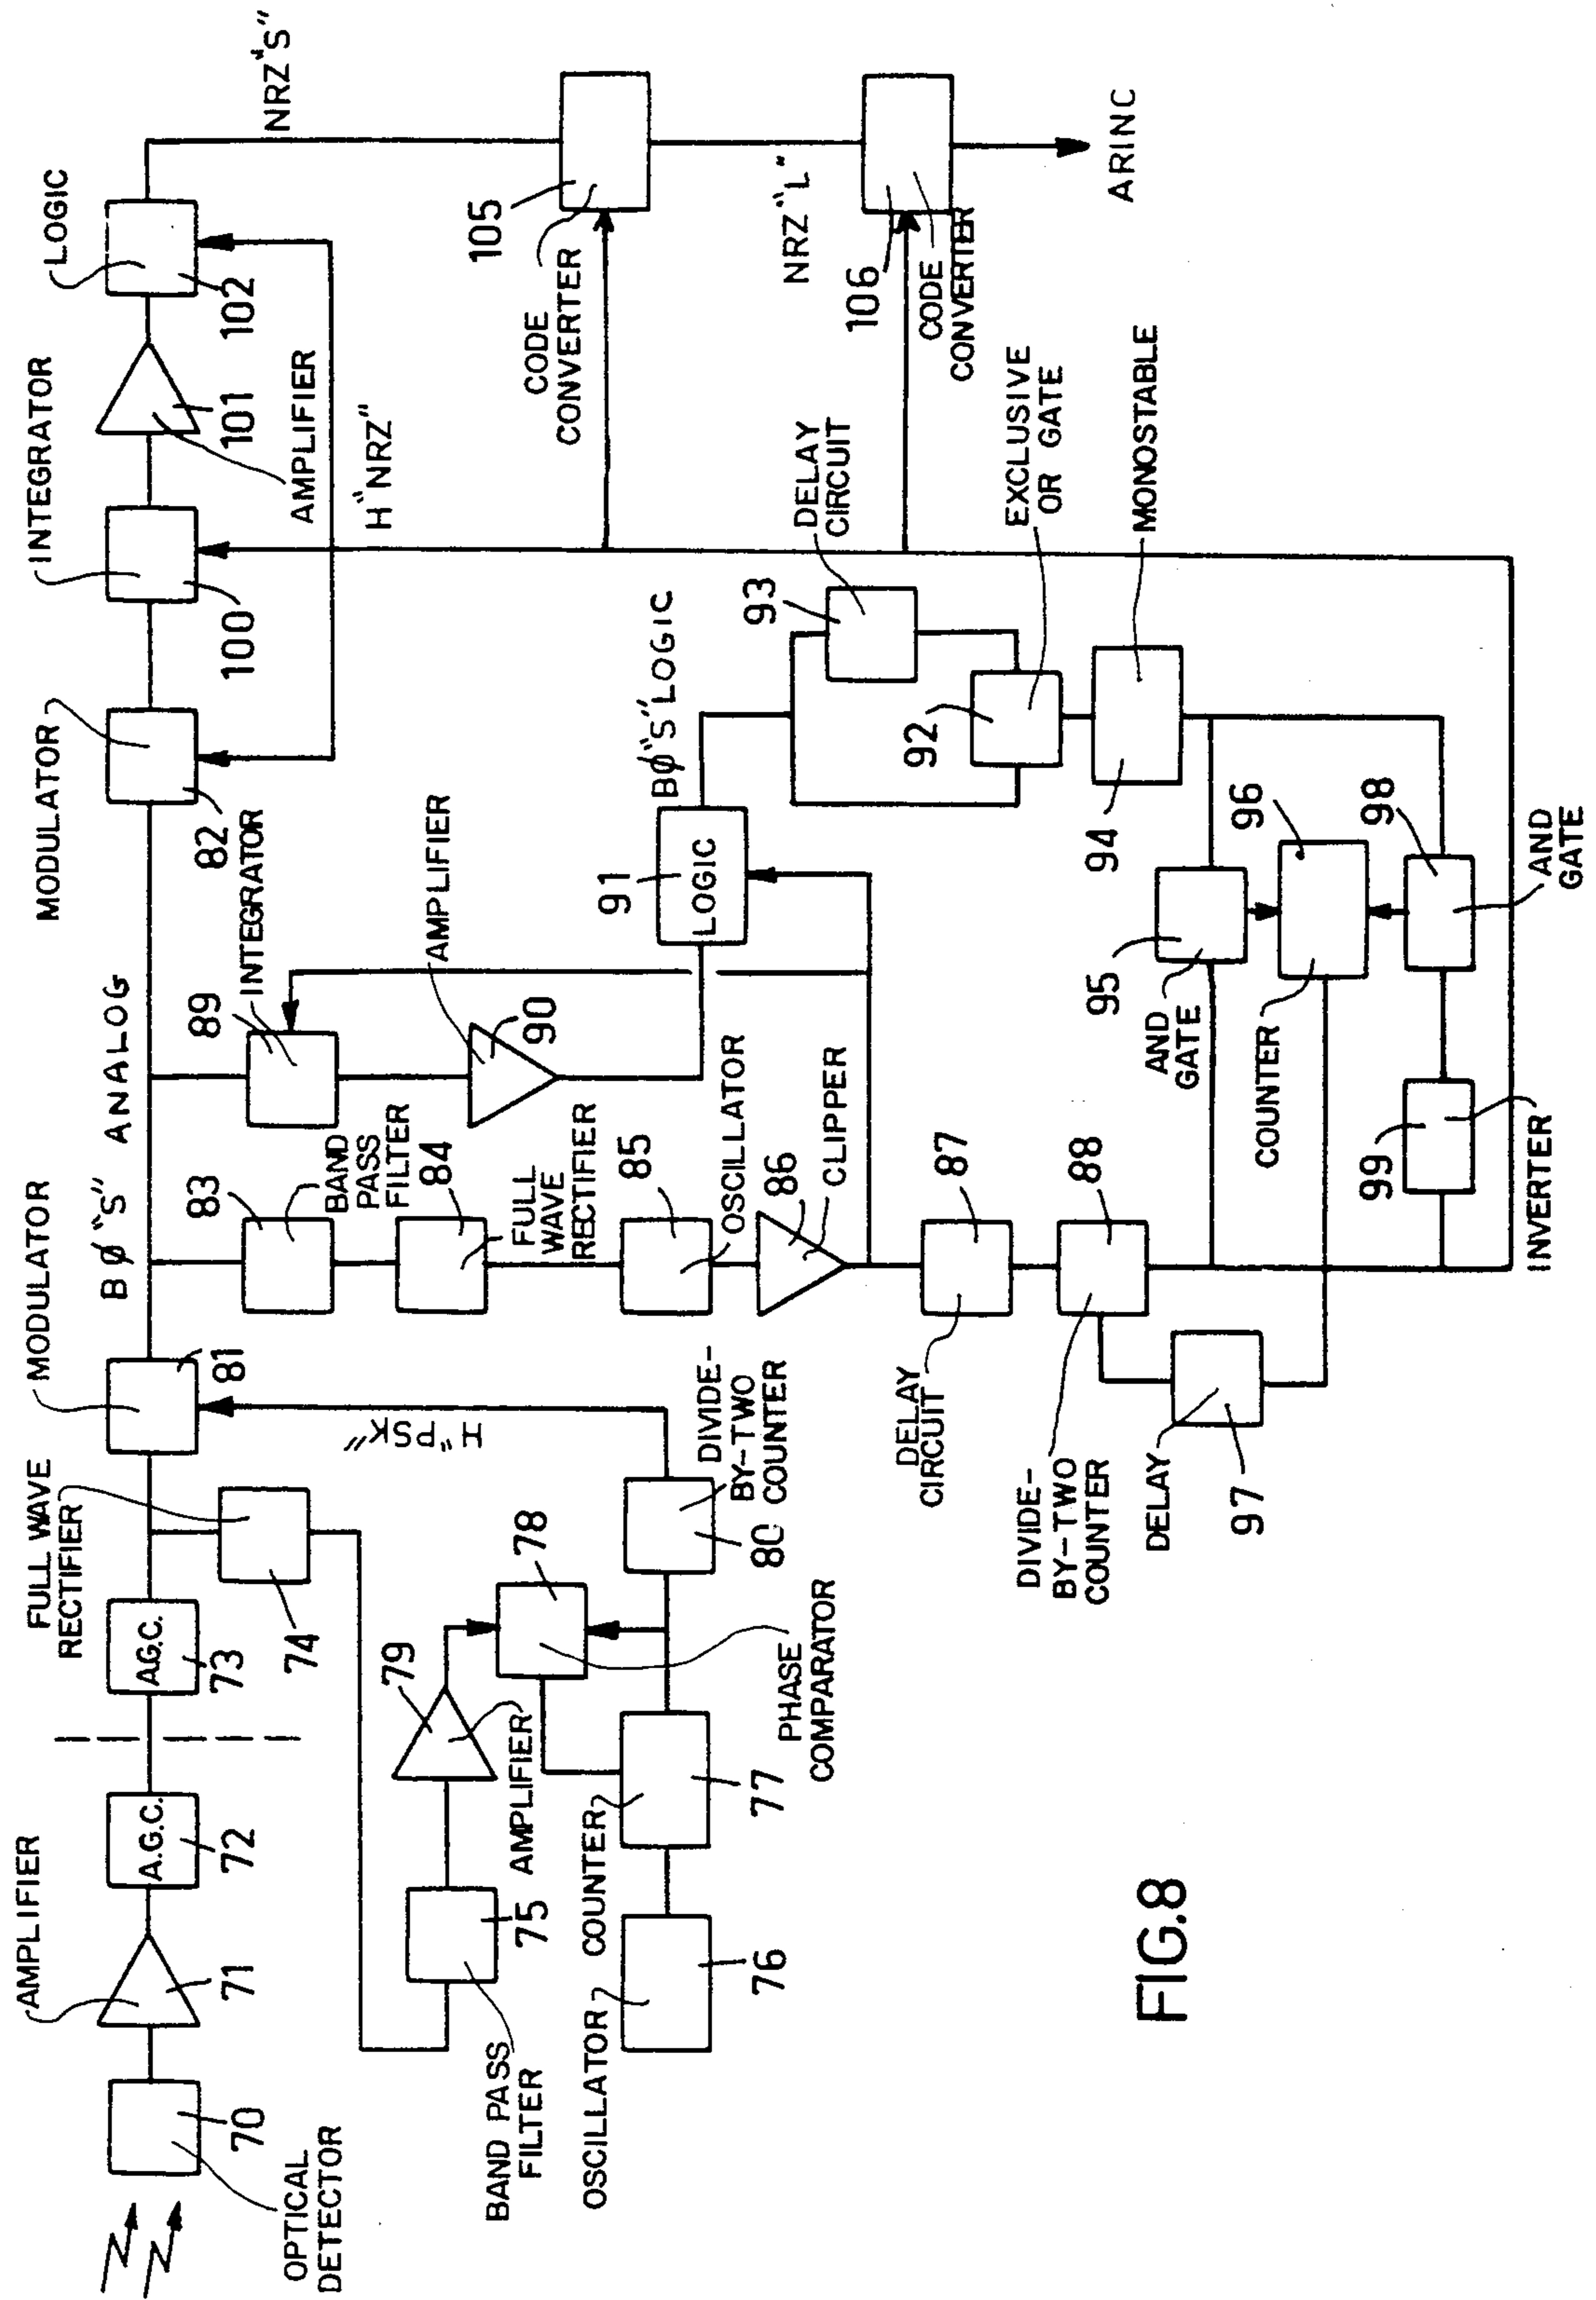 OPTICAL
DETECTOR
70
AMPLIFIER
71
A.G.C.
72
A.G.C.
73
FULL WAVE
RECTIFIER
74
MODULATOR
81
BØ "S" ANALOG
MODULATOR
82
INTEGRATOR
100
AMPLIFIER
101
LOGIC
102
NRZ"S"
H"NRZ"
H"PSK"
BAND PASS
FILTER
75
AMPLIFIER
79
78
PHASE
COMPARATOR
OSCILLATOR
76
COUNTER
77
80
DIVIDE-
BY-TWO
COUNTER
83
BAND
PASS
FILTER
84
FULL
WAVE
RECTIFIER
85
OSCILLATOR
86
CLIPPER
89
INTEGRATOR
90
AMPLIFIER
91
LOGIC
BØ"S"LOGIC
93
DELAY
CIRCUIT
92
EXCLUSIVE
OR GATE
94
MONOSTABLE
DELAY
CIRCUIT
87
DIVIDE-
BY-TWO
COUNTER
88
DELAY
97
95
AND
GATE
96
COUNTER
98
AND
GATE
99
INVERTER
105
CODE
CONVERTER
NRZ"L"
106
CODE
CONVERTER
ARINC
FIG.8